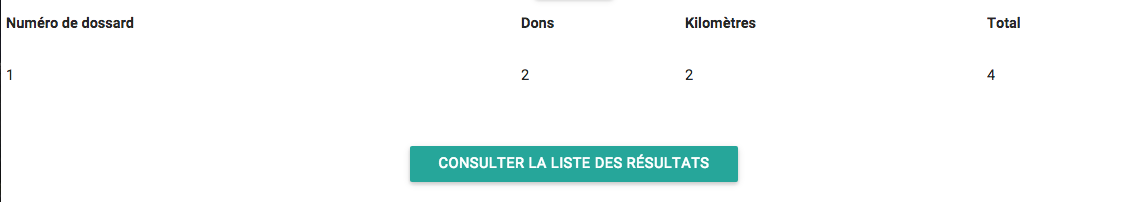 Numéro de dossard Dons Kilomètres Total
1 2 2 4
CONSULTER LA LISTE DES RÉSULTATS